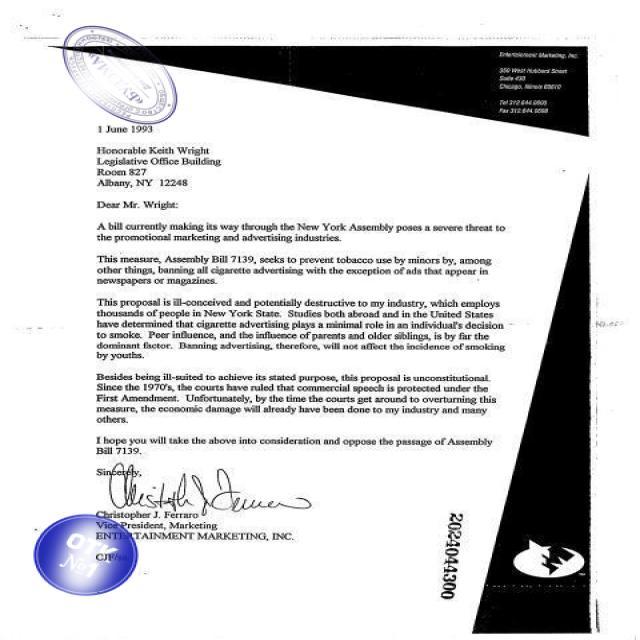 Entertainment Marketing, Inc.
350 West Hubbard Street
Suite 430
Chicago, Illinois 60610
Tel 312.644.0605
Fax 312.644.0698
1 June 1993
Honorable Keith Wright
Legislative Office Building
Room 827
Albany, NY 12248
Dear Mr. Wright:
A bill currently making its way through the New York Assembly poses a severe threat to
the promotional marketing and advertising industries.
This measure, Assembly Bill 7139, seeks to prevent tobacco use by minors by, among
other things, banning all cigarette advertising with the exception of ads that appear in
newspapers or magazines.
This proposal is ill-conceived and potentially destructive to my industry, which employs
thousands of people in New York State. Studies both abroad and in the United States
have determined that cigarette advertising plays a minimal role in an individual's decision
to smoke. Peer influence, and the influence of parents and older siblings, is by far the
dominant factor. Banning advertising, therefore, will not affect the incidence of smoking
by youths.
Besides being ill-suited to achieve its stated purpose, this proposal is unconstitutional.
Since the 1970's, the courts have ruled that commercial speech is protected under the
First Amendment. Unfortunately, by the time the courts get around to overturning this
measure, the economic damage will already have been done to my industry and many
others.
I hope you will take the above into consideration and oppose the passage of Assembly
Bill 7139.
Sincerely,
Christopher J. Ferraro
Christopher J. Ferraro
Vice President, Marketing
ENTERTAINMENT MARKETING, INC.
CJF/
2024044300
№1